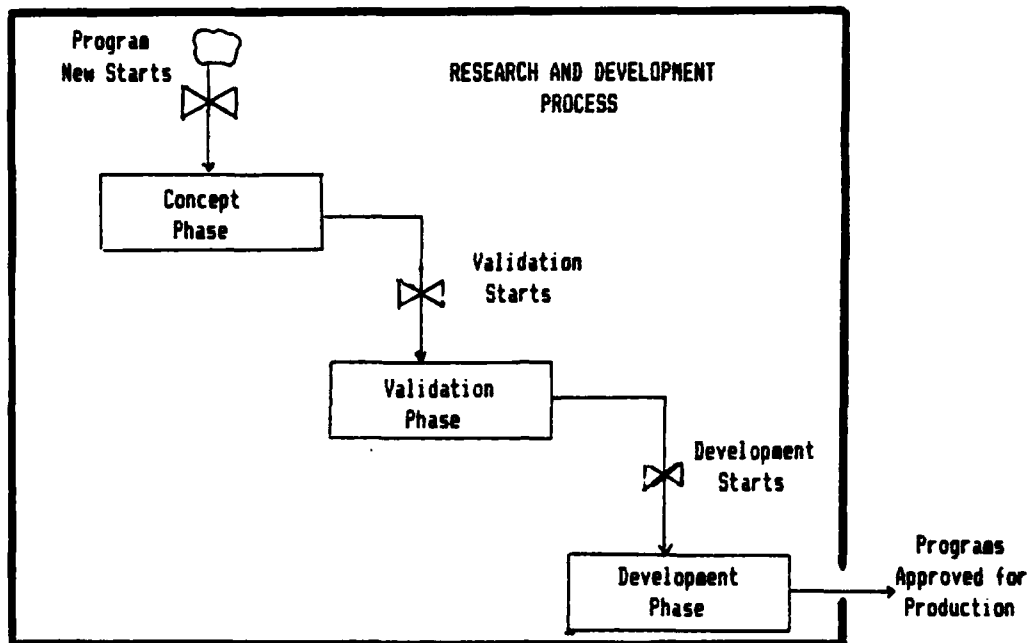 Program
New Starts
RESEARCH AND DEVELOPMENT
PROCESS
Concept
Phase
Validation
Starts
Validation
Phase
Development
Starts
Development
Phase
Programs
Approved for
Production